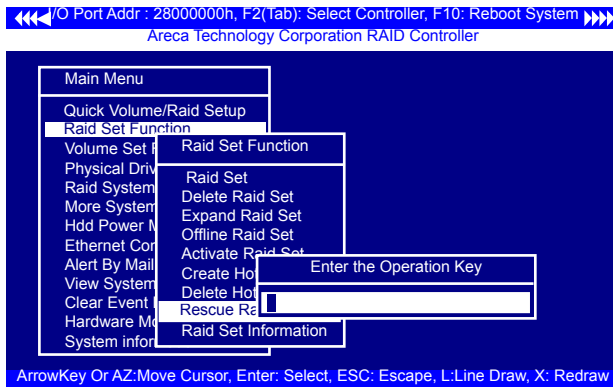 /O Port Addr : 28000000h, F2(Tab): Select Controller, F10: Reboot System
Areca Technology Corporation RAID Controller
Main Menu
Quick Volume/Raid Setup
Raid Set Function
Volume Set F
Physical Driv
Raid System
More System
Hdd Power M
Ethernet Con
Alert By Mail
View System
Clear Event
Hardware Mo
System infor
Raid Set Function
Raid Set
Delete Raid Set
Expand Raid Set
Offline Raid Set
Activate Raid Set
Create Hot
Delete Hot
Rescue Ra
Raid Set Information
Enter the Operation Key
ArrowKey Or AZ:Move Cursor, Enter: Select, ESC: Escape, L:Line Draw, X: Redraw